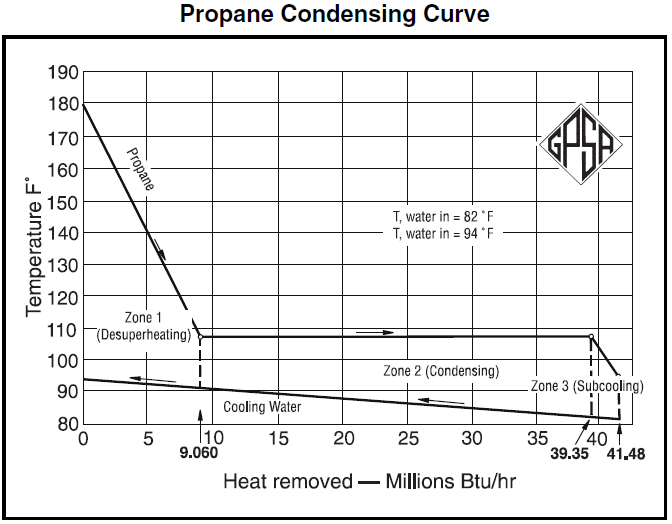 Propane Condensing Curve
190
180
170
160
150
140
130
120
110
100
90
80
Temperature F°
Propane
GPSA
T, water in = 82 °F
T, water in = 94 °F
Zone 1
(Desuperheating)
Zone 2 (Condensing)
Zone 3 (Subcooling)
Cooling Water
0
5
10
15
20
25
30
35
40
9.060
39.35
41.48
Heat removed — Millions Btu/hr